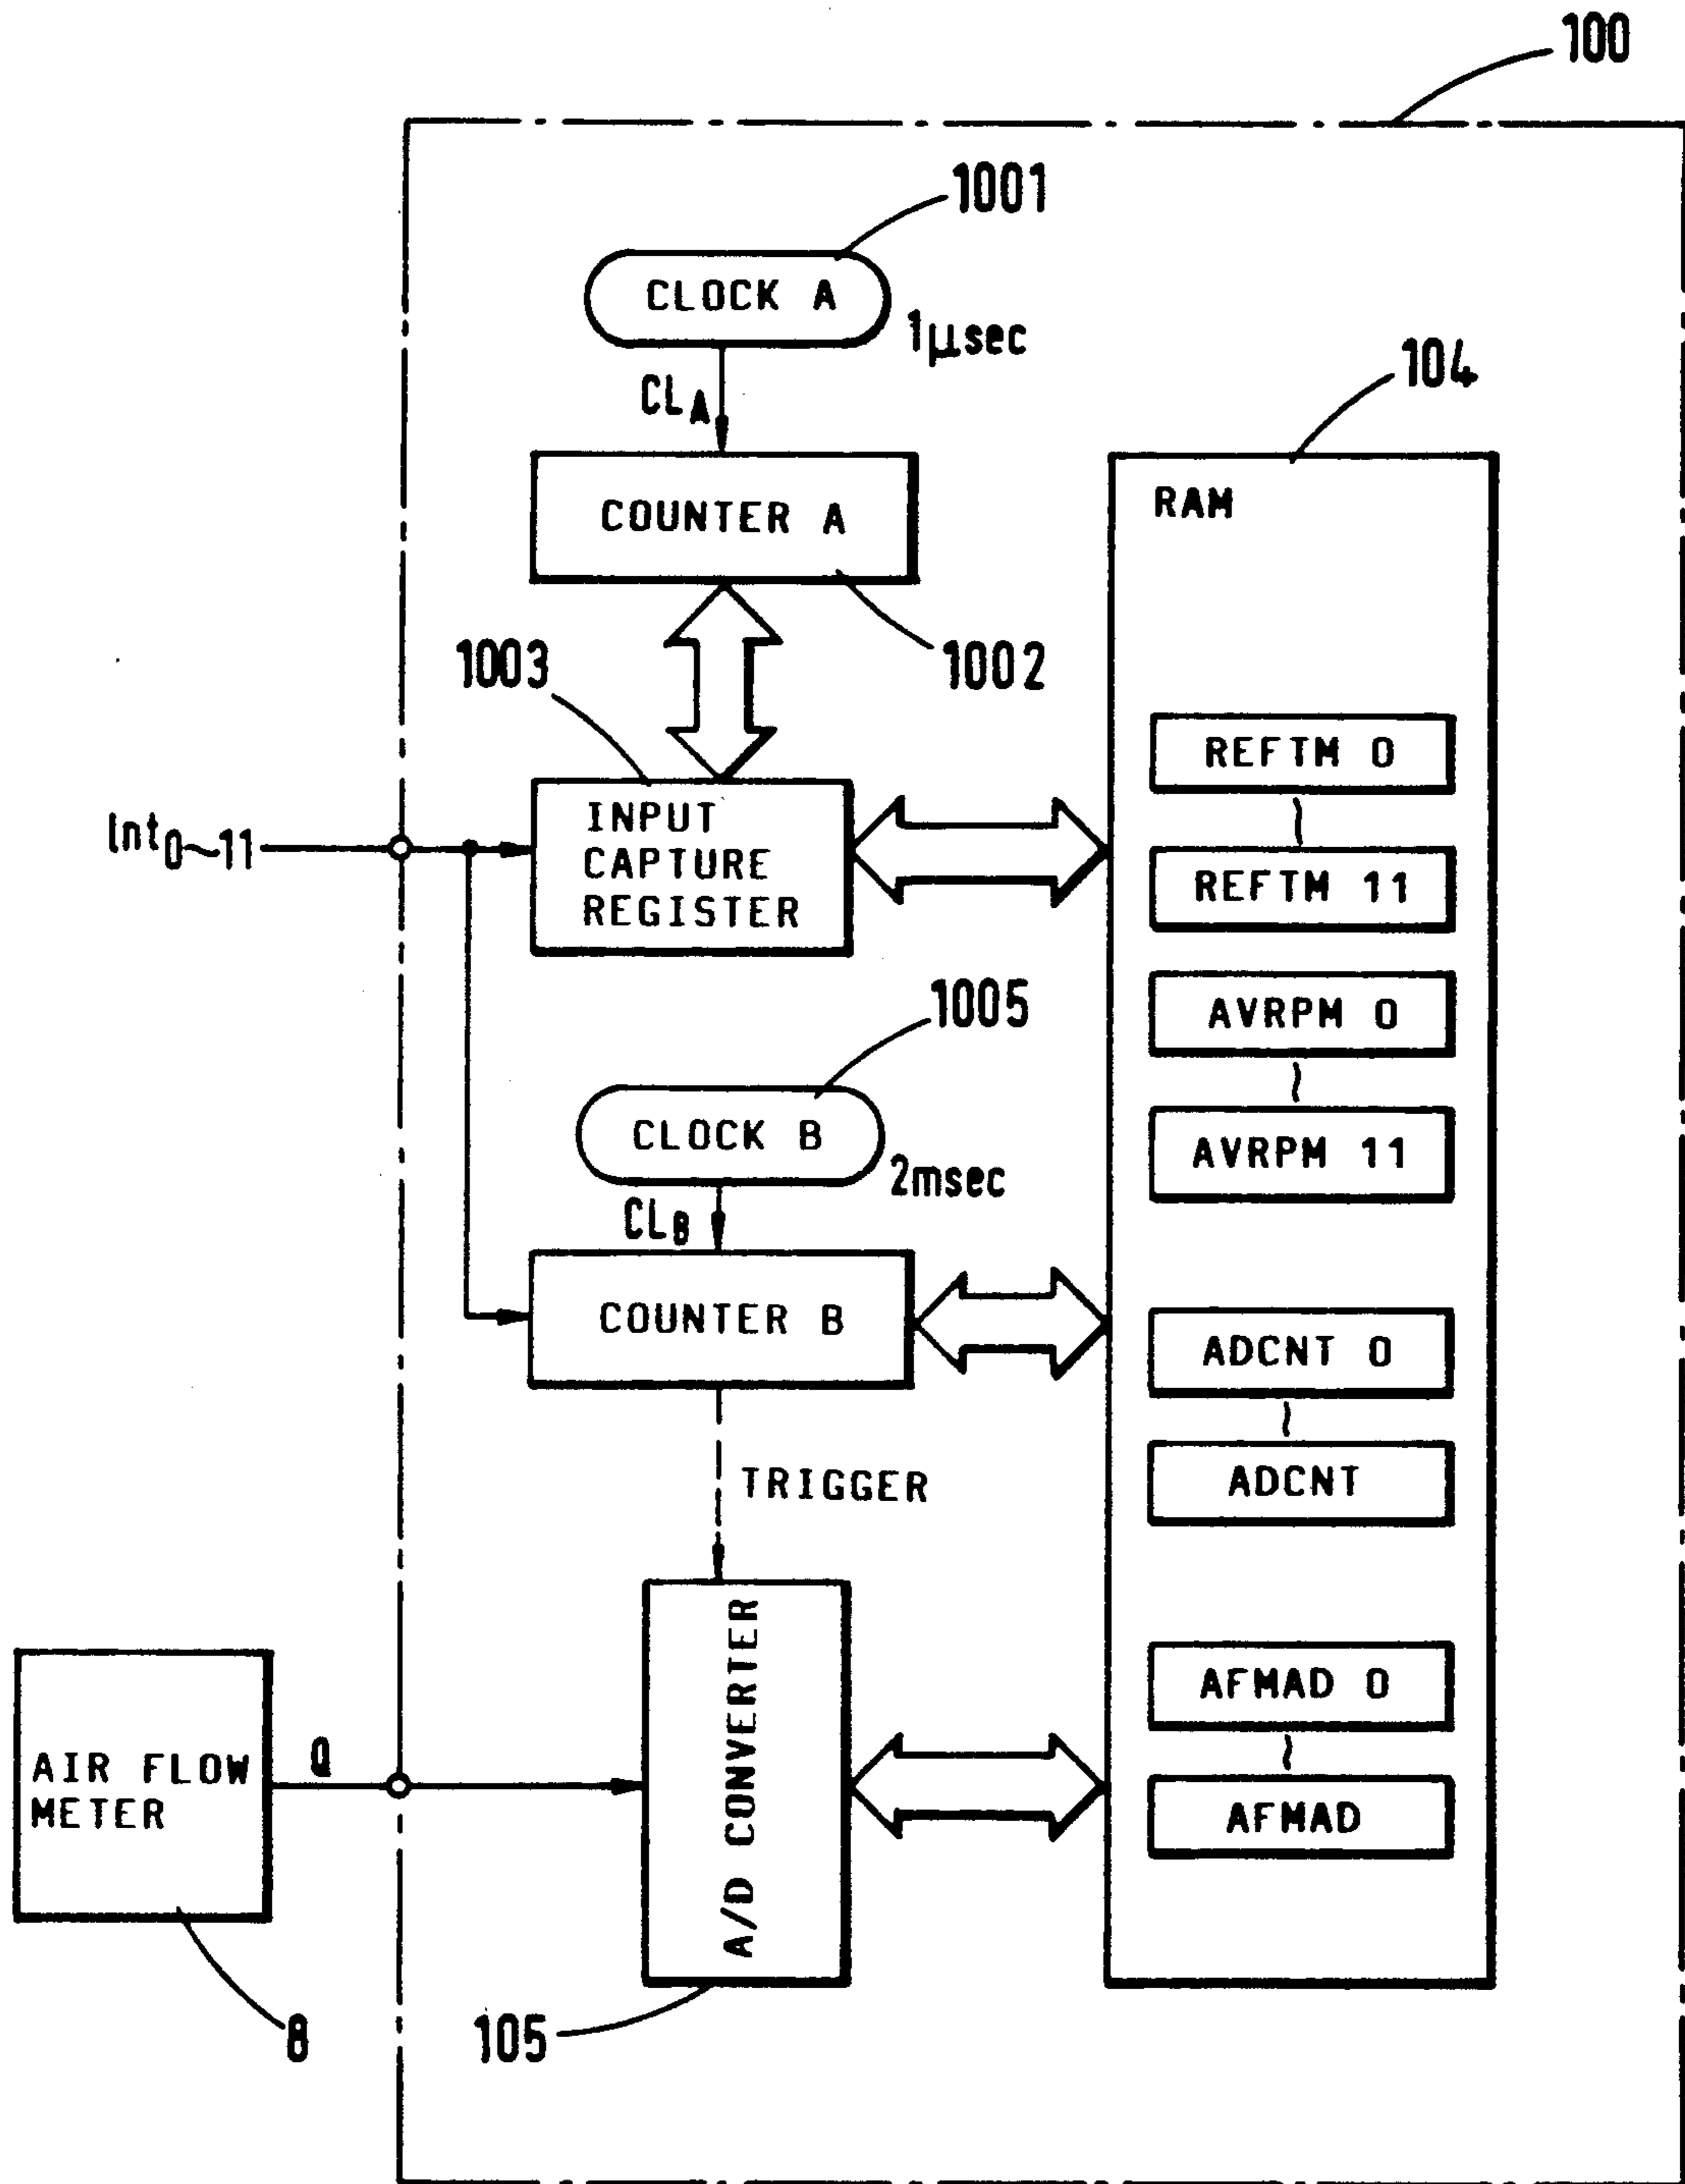 100
1001
CLOCK A
1μsec
CLA
104
COUNTER A
RAM
1003
1002
REFTM 0
Int0~11
INPUT
CAPTURE
REGISTER
REFTM 11
1005
AVRPM 0
CLOCK B
2msec
AVRPM 11
CLB
COUNTER B
ADCNT 0
TRIGGER
ADCNT
A/D CONVERTER
AFMAD 0
AIR FLOW
METER
Q
AFMAD
105
8